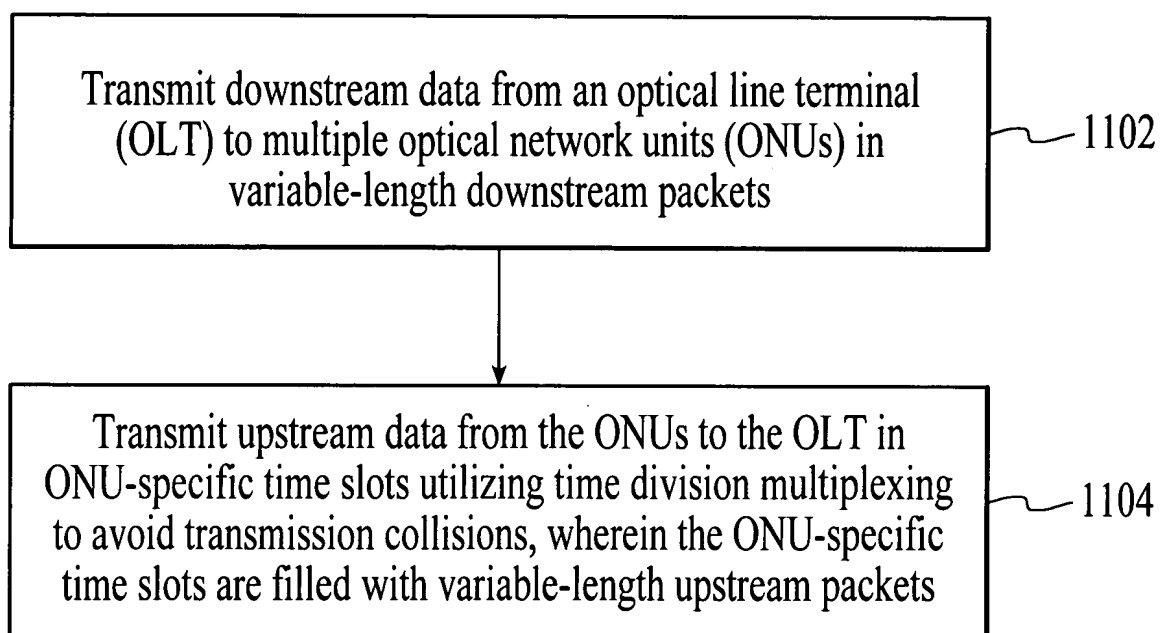 Transmit downstream data from an optical line terminal
(OLT) to multiple optical network units (ONUs) in
variable-length downstream packets
1102
Transmit upstream data from the ONUs to the OLT in
ONU-specific time slots utilizing time division multiplexing
to avoid transmission collisions, wherein the ONU-specific
time slots are filled with variable-length upstream packets
1104